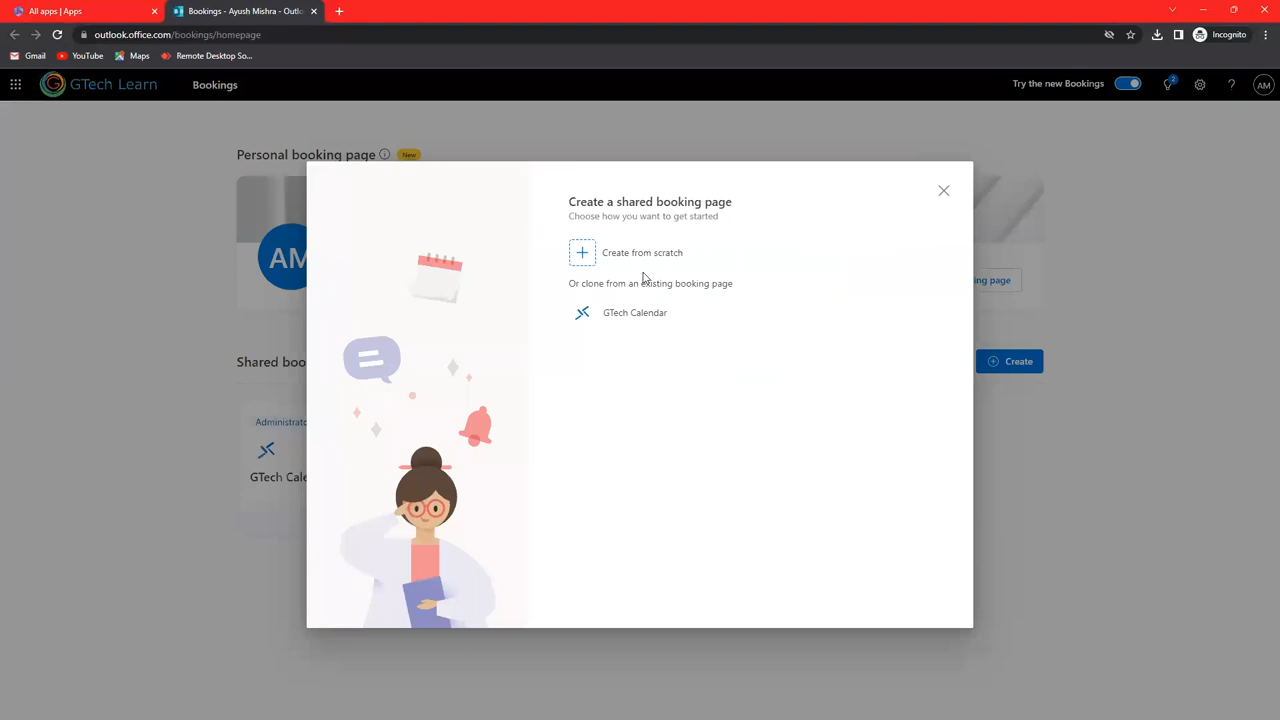 All apps | Apps
Bookings - Ayush Mishra - Outlo
outlook.office.com/bookings/homepage
Incognito
Gmail
YouTube
Maps
Remote Desktop So...
GTech Learn
Bookings
Try the new Bookings
2
AM
Personal booking page
New
AM
ing page
Create a shared booking page
Choose how you want to get started
Create from scratch
Or clone from an existing booking page
GTech Calendar
Shared boo
Create
Administrato
GTech Cale